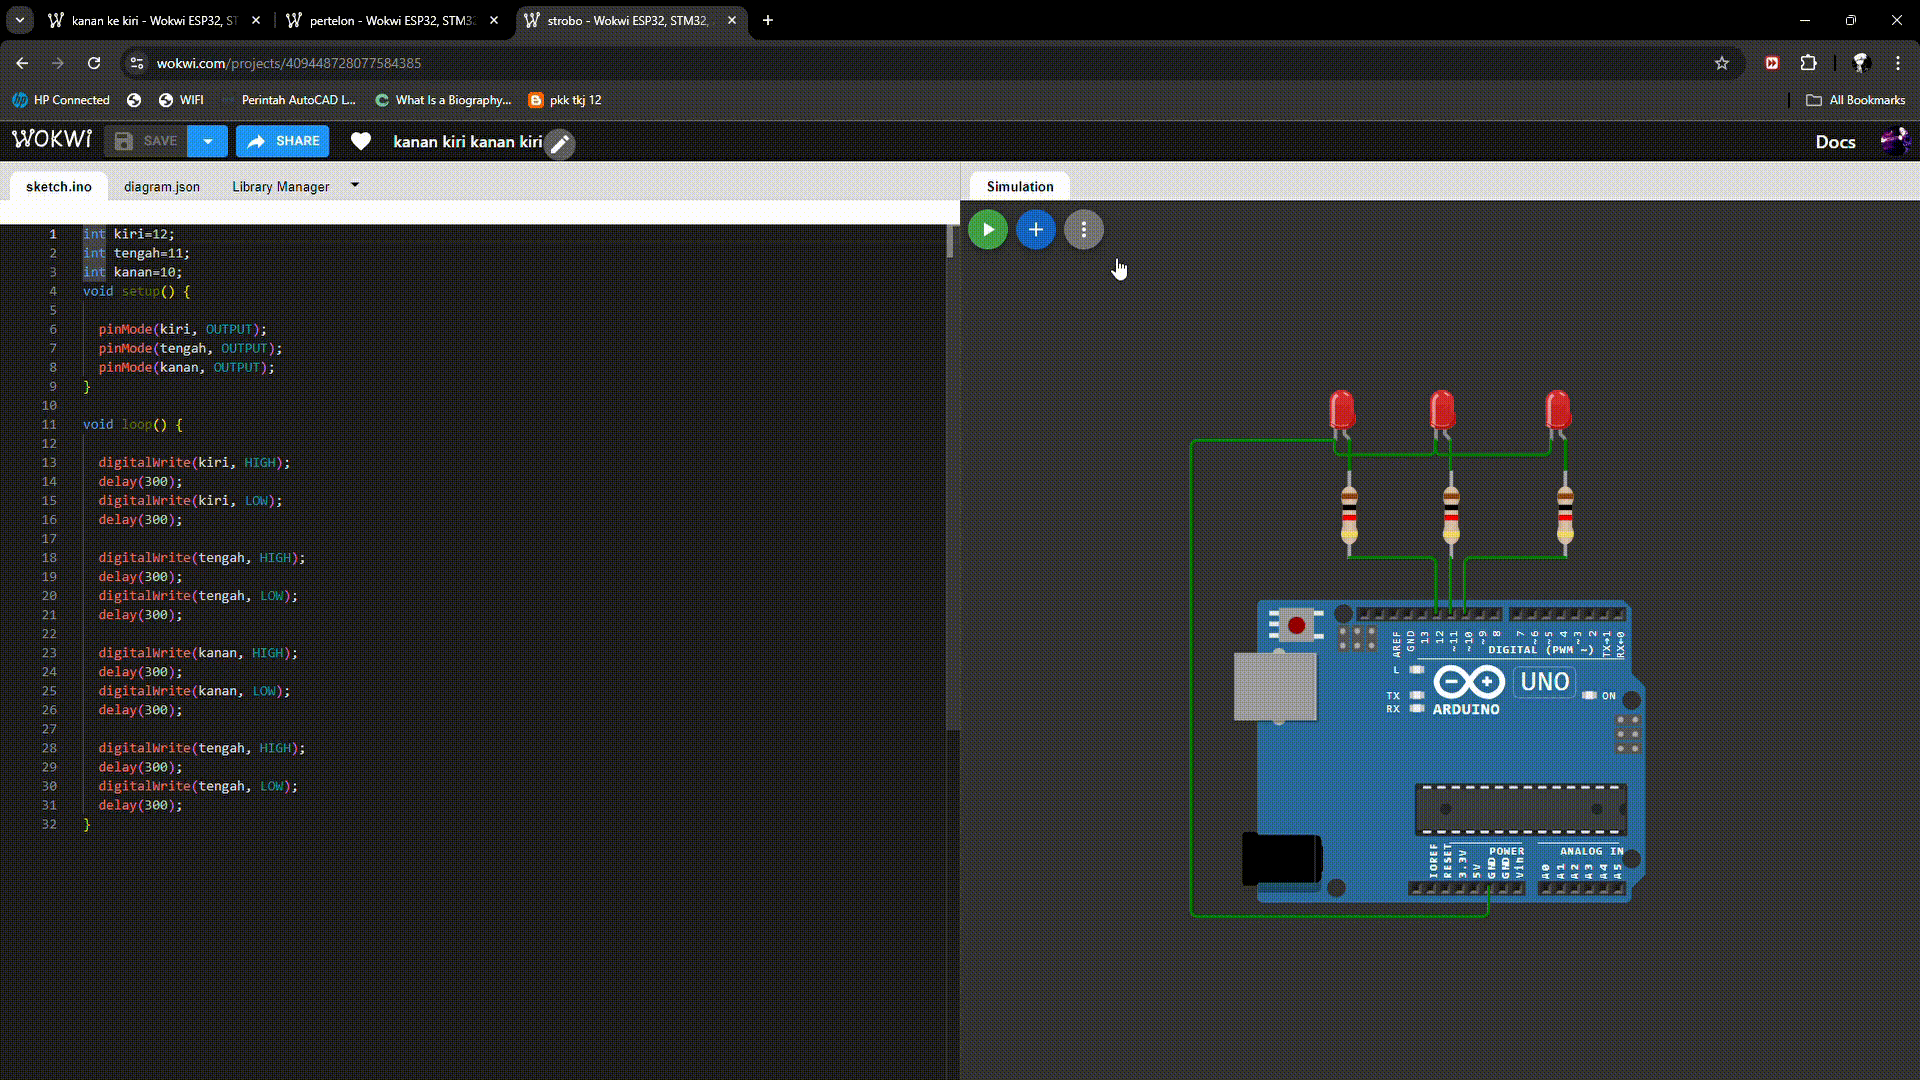 kanan ke kiri - Wokwi ESP32, ST
pertelon - Wokwi ESP32, STM32
strobo - Wokwi ESP32, STM32,
wokwi.com/projects/409448728077584385
HP Connected
WIFI
Perintah AutoCAD L...
What Is a Biography...
pkk tkj 12
All Bookmarks
WOKWi
SAVE
SHARE
kanan kiri kanan kiri
Docs
sketch.ino
diagram.json
Library Manager
Simulation
1 int kiri=12;
2 int tengah=11;
3 int kanan=10;
4 void setup() {
5
6 pinMode(kiri, OUTPUT);
7 pinMode(tengah, OUTPUT);
8 pinMode(kanan, OUTPUT);
9 }
10
11 void loop() {
12
13 digitalWrite(kiri, HIGH);
14 delay(300);
15 digitalWrite(kiri, LOW);
16 delay(300);
17
18 digitalWrite(tengah, HIGH);
19 delay(300);
20 digitalWrite(tengah, LOW);
21 delay(300);
22
23 digitalWrite(kanan, HIGH);
24 delay(300);
25 digitalWrite(kanan, LOW);
26 delay(300);
27
28 digitalWrite(tengah, HIGH);
29 delay(300);
30 digitalWrite(tengah, LOW);
31 delay(300);
32 }
AREF GND 13 12 ~11 ~10 ~9 8 7 ~6 ~5 4 ~3 2 TX→1 RX←0
DIGITAL (PWM ~)
L
TX
RX
UNO
ON
ARDUINO
POWER
ANALOG IN
IOREF RESET 3.3V 5V GND GND Vin A0 A1 A2 A3 A4 A5